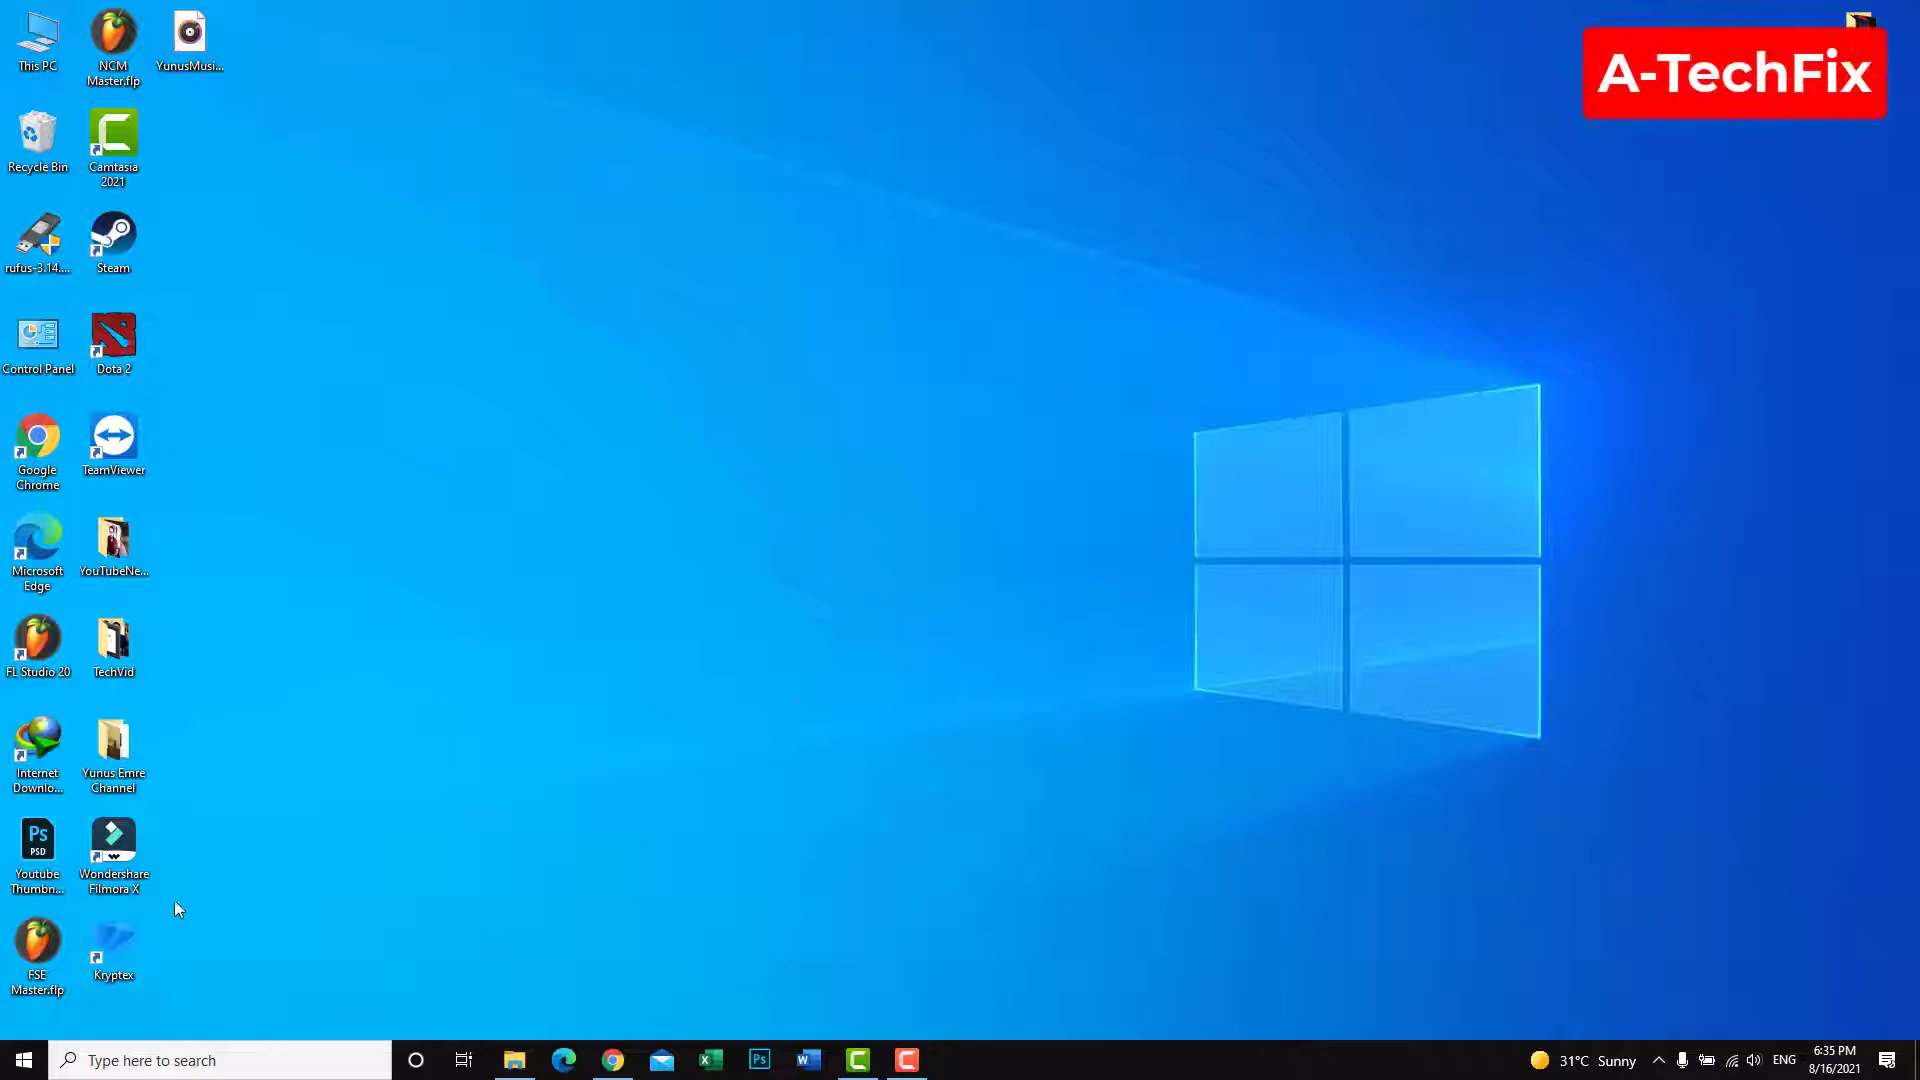 This PC
NCM
Master.flp
YunusMusi...
A-TechFix
Recycle Bin
Camtasia
2021
rufus-3.14....
Steam
Control Panel
Dota 2
Google
Chrome
TeamViewer
Microsoft
Edge
YouTubeNe...
FL Studio 20
TechVid
Internet
Downlo...
Yunus Emre
Channel
Ps
PSD
Youtube
Thumbn...
Wondershare
Filmora X
FSE
Master.flp
Kryptex
Type here to search
Ps
31°C Sunny
ENG
6:35 PM
8/16/2021